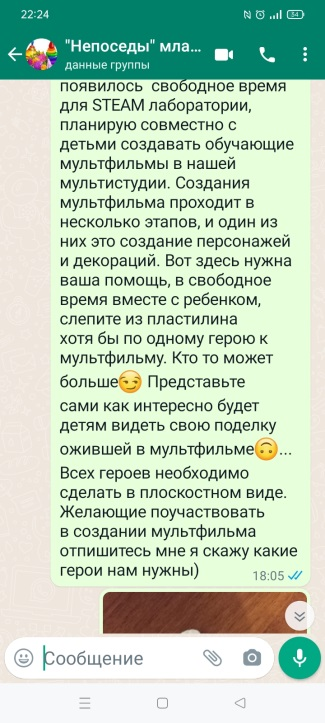 22:24
34
"Непоседы" мла...
данные группы
появилось свободное время
для STEAM лаборатории,
планирую совместно с
детьми создавать обучающие
мультфильмы в нашей
мультистудии. Создания
мультфильма проходит в
несколько этапов, и один из
них это создание персонажей
и декораций. Вот здесь нужна
ваша помощь, в свободное
время вместе с ребенком,
слепите из пластилина
хотя бы по одному герою к
мультфильму. Кто то может
больше😏 Представьте
сами как интересно будет
детям видеть свою поделку
ожившей в мультфильме🙃...
Всех героев необходимо
сделать в плоскостном виде.
Желающие поучаствовать
в создании мультфильма
отпишитесь мне я скажу какие
герои нам нужны)
18:05
Сообщение